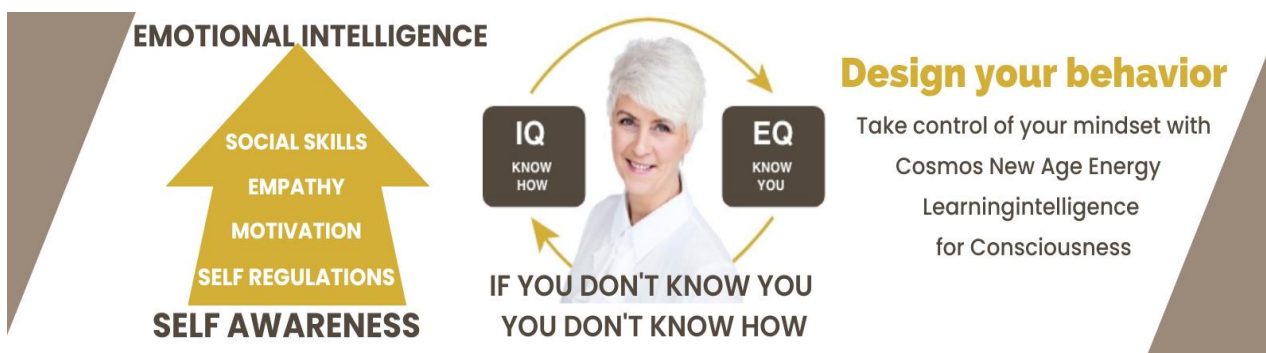 EMOTIONAL INTELLIGENCE
SOCIAL SKILLS
EMPATHY
MOTIVATION
SELF REGULATIONS
SELF AWARENESS
IQ
KNOW
HOW
EQ
KNOW
YOU
IF YOU DON'T KNOW YOU
YOU DON'T KNOW HOW
Design your behavior
Take control of your mindset with
Cosmos New Age Energy
Learningintelligence
for Consciousness